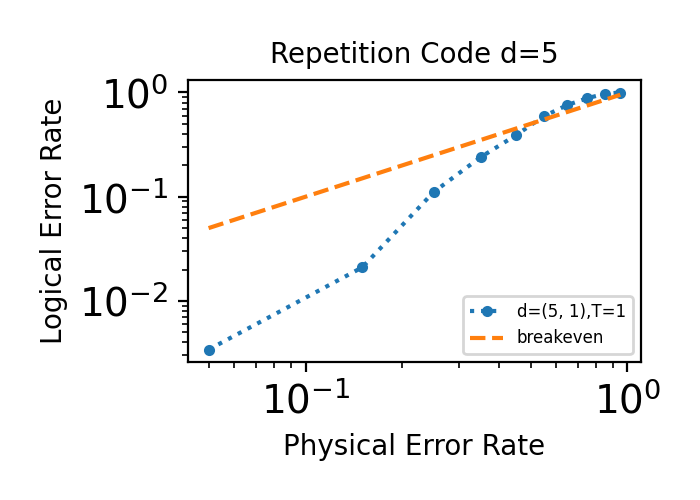 Repetition Code d=5
Logical Error Rate
10⁰
10⁻¹
10⁻²
d=(5, 1),T=1
breakeven
10⁻¹
10⁰
Physical Error Rate